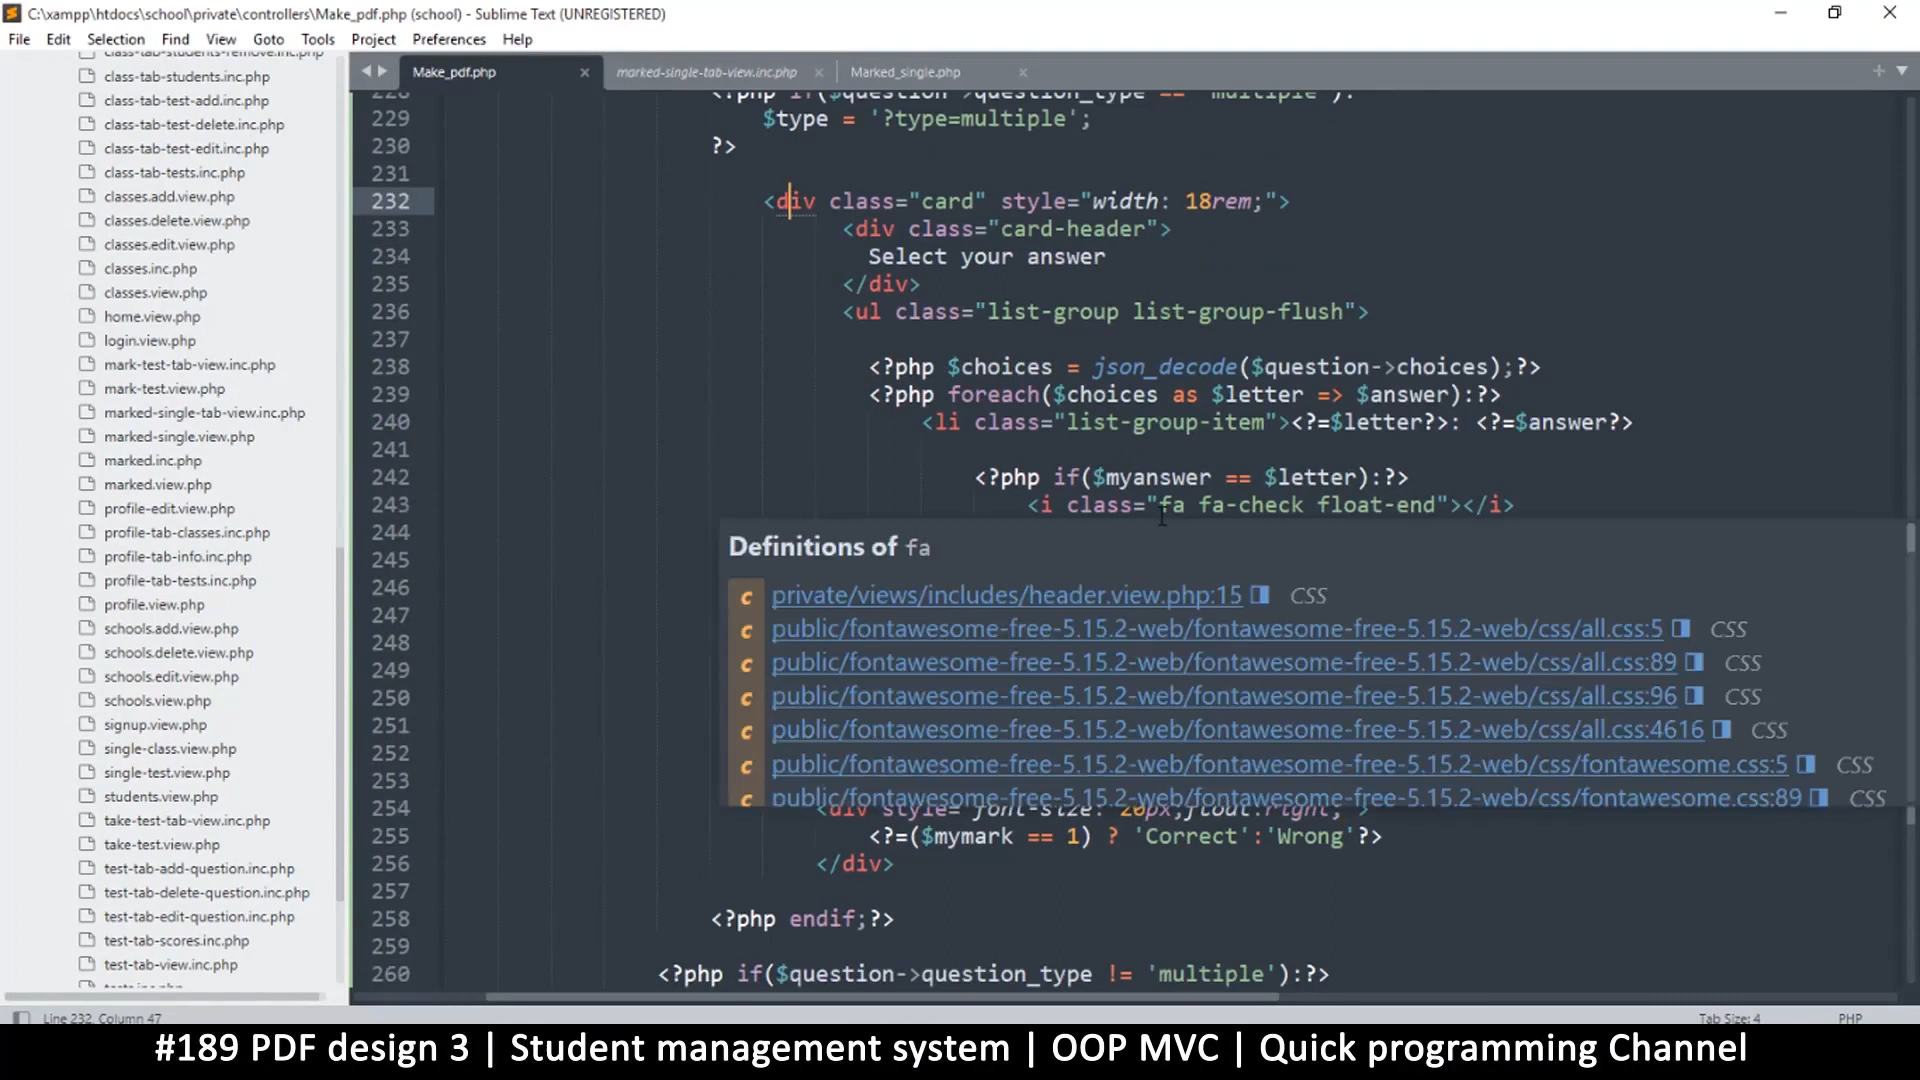 C:\xampp\htdocs\school\private\controllers\Make_pdf.php (school) - Sublime Text (UNREGISTERED)
File Edit Selection Find View Goto Tools Project Preferences Help
class-tab-students-remove.inc.php
class-tab-students.inc.php
class-tab-test-add.inc.php
class-tab-test-delete.inc.php
class-tab-test-edit.inc.php
class-tab-tests.inc.php
classes.add.view.php
classes.delete.view.php
classes.edit.view.php
classes.inc.php
classes.view.php
home.view.php
login.view.php
mark-test-tab-view.inc.php
mark-test.view.php
marked-single-tab-view.inc.php
marked-single.view.php
marked.inc.php
marked.view.php
profile-edit.view.php
profile-tab-classes.inc.php
profile-tab-info.inc.php
profile-tab-tests.inc.php
profile.view.php
schools.add.view.php
schools.delete.view.php
schools.edit.view.php
schools.view.php
signup.view.php
single-class.view.php
single-test.view.php
students.view.php
take-test-tab-view.inc.php
take-test.view.php
test-tab-add-question.inc.php
test-tab-delete-question.inc.php
test-tab-edit-question.inc.php
test-tab-scores.inc.php
test-tab-view.inc.php
tests.inc.php
Make_pdf.php marked-single-tab-view.inc.php Marked_single.php
228 <?php if($question->question_type == 'multiple'):
229 $type = '?type=multiple';
230 ?>
231
232 <div class="card" style="width: 18rem;">
233 <div class="card-header">
234 Select your answer
235 </div>
236 <ul class="list-group list-group-flush">
237
238 <?php $choices = json_decode($question->choices);?>
239 <?php foreach($choices as $letter => $answer):?>
240 <li class="list-group-item"><?=$letter?>: <?=$answer?>
241
242 <?php if($myanswer == $letter):?>
243 <i class="fa fa-check float-end"></i>
244
245
246
247
248
249
250
251
252
253
Definitions of fa
c private/views/includes/header.view.php:15 CSS
c public/fontawesome-free-5.15.2-web/fontawesome-free-5.15.2-web/css/all.css:5 CSS
c public/fontawesome-free-5.15.2-web/fontawesome-free-5.15.2-web/css/all.css:89 CSS
c public/fontawesome-free-5.15.2-web/fontawesome-free-5.15.2-web/css/all.css:96 CSS
c public/fontawesome-free-5.15.2-web/fontawesome-free-5.15.2-web/css/all.css:4616 CSS
c public/fontawesome-free-5.15.2-web/fontawesome-free-5.15.2-web/css/fontawesome.css:5 CSS
c public/fontawesome-free-5.15.2-web/fontawesome-free-5.15.2-web/css/fontawesome.css:89 CSS
254 <div style="font-size: 20px;float:right;">
255 <?=($mymark == 1) ? 'Correct':'Wrong'?>
256 </div>
257
258 <?php endif;?>
259
260 <?php if($question->question_type != 'multiple'):?>
Line 232, Column 47 Tab Size: 4 PHP
#189 PDF design 3 | Student management system | OOP MVC | Quick programming Channel